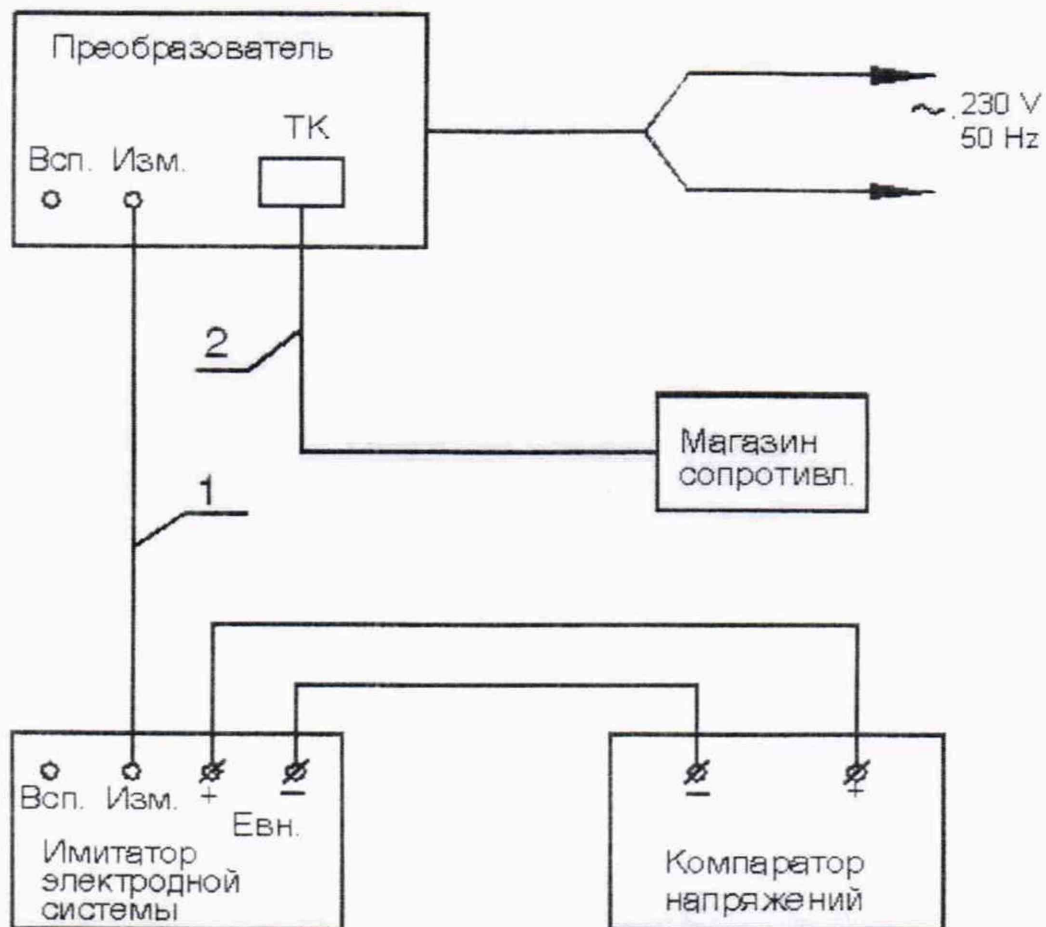 Преобразователь
ТК
Всп. Изм.
~ 230 V
50 Hz
2
Магазин
сопротивл.
1
Всп. Изм. + −
Евн.
Имитатор
электродной
системы
− +
Компаратор
напряжений